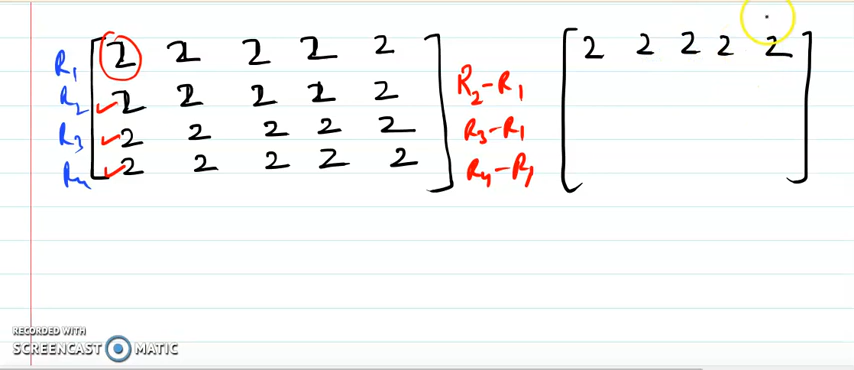 R1 [ 2 2 2 2 2 ] [ 2 2 2 2 2 ]
R2 2 2 2 2 2 R2-R1
R3 2 2 2 2 2 R3-R1
R4 2 2 2 2 2 R4-R1
RECORDED WITH
SCREENCAST MATIC